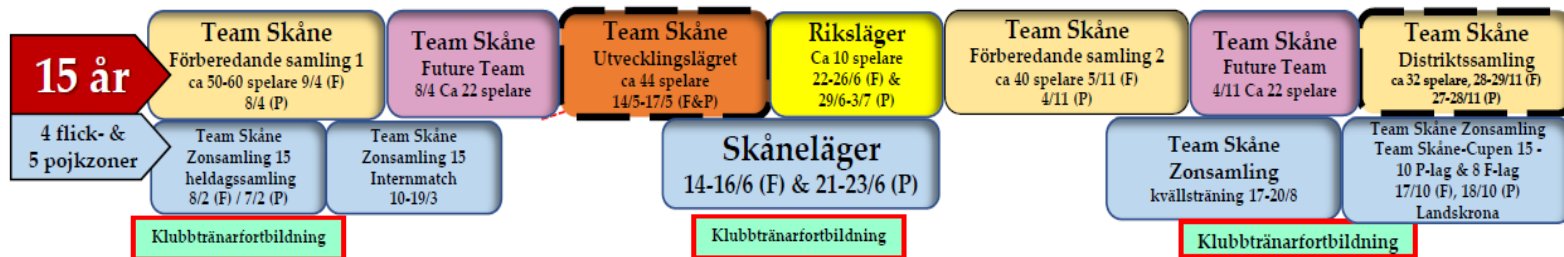 15 år
Team Skåne
Förberedande samling 1
ca 50-60 spelare 9/4 (F)
8/4 (P)
Team Skåne
Future Team
8/4 Ca 22 spelare
Team Skåne
Utvecklingslägret
ca 44 spelare
14/5-17/5 (F&P)
Riksläger
Ca 10 spelare
22-26/6 (F) &
29/6-3/7 (P)
Team Skåne
Förberedande samling 2
ca 40 spelare 5/11 (F)
4/11 (P)
Team Skåne
Future Team
4/11 Ca 22 spelare
Team Skåne
Distriktssamling
ca 32 spelare, 28-29/11 (F)
27-28/11 (P)
4 flick- &
5 pojkzoner
Team Skåne
Zonsamling 15
heldagssamling
8/2 (F) / 7/2 (P)
Team Skåne
Zonsamling 15
Internmatch
10-19/3
Skåneläger
14-16/6 (F) & 21-23/6 (P)
Team Skåne
Zonsamling
kvällsträning 17-20/8
Team Skåne Zonsamling
Team Skåne-Cupen 15 -
10 P-lag & 8 F-lag
17/10 (F), 18/10 (P)
Landskrona
Klubbtränarfortbildning
Klubbtränarfortbildning
Klubbtränarfortbildning